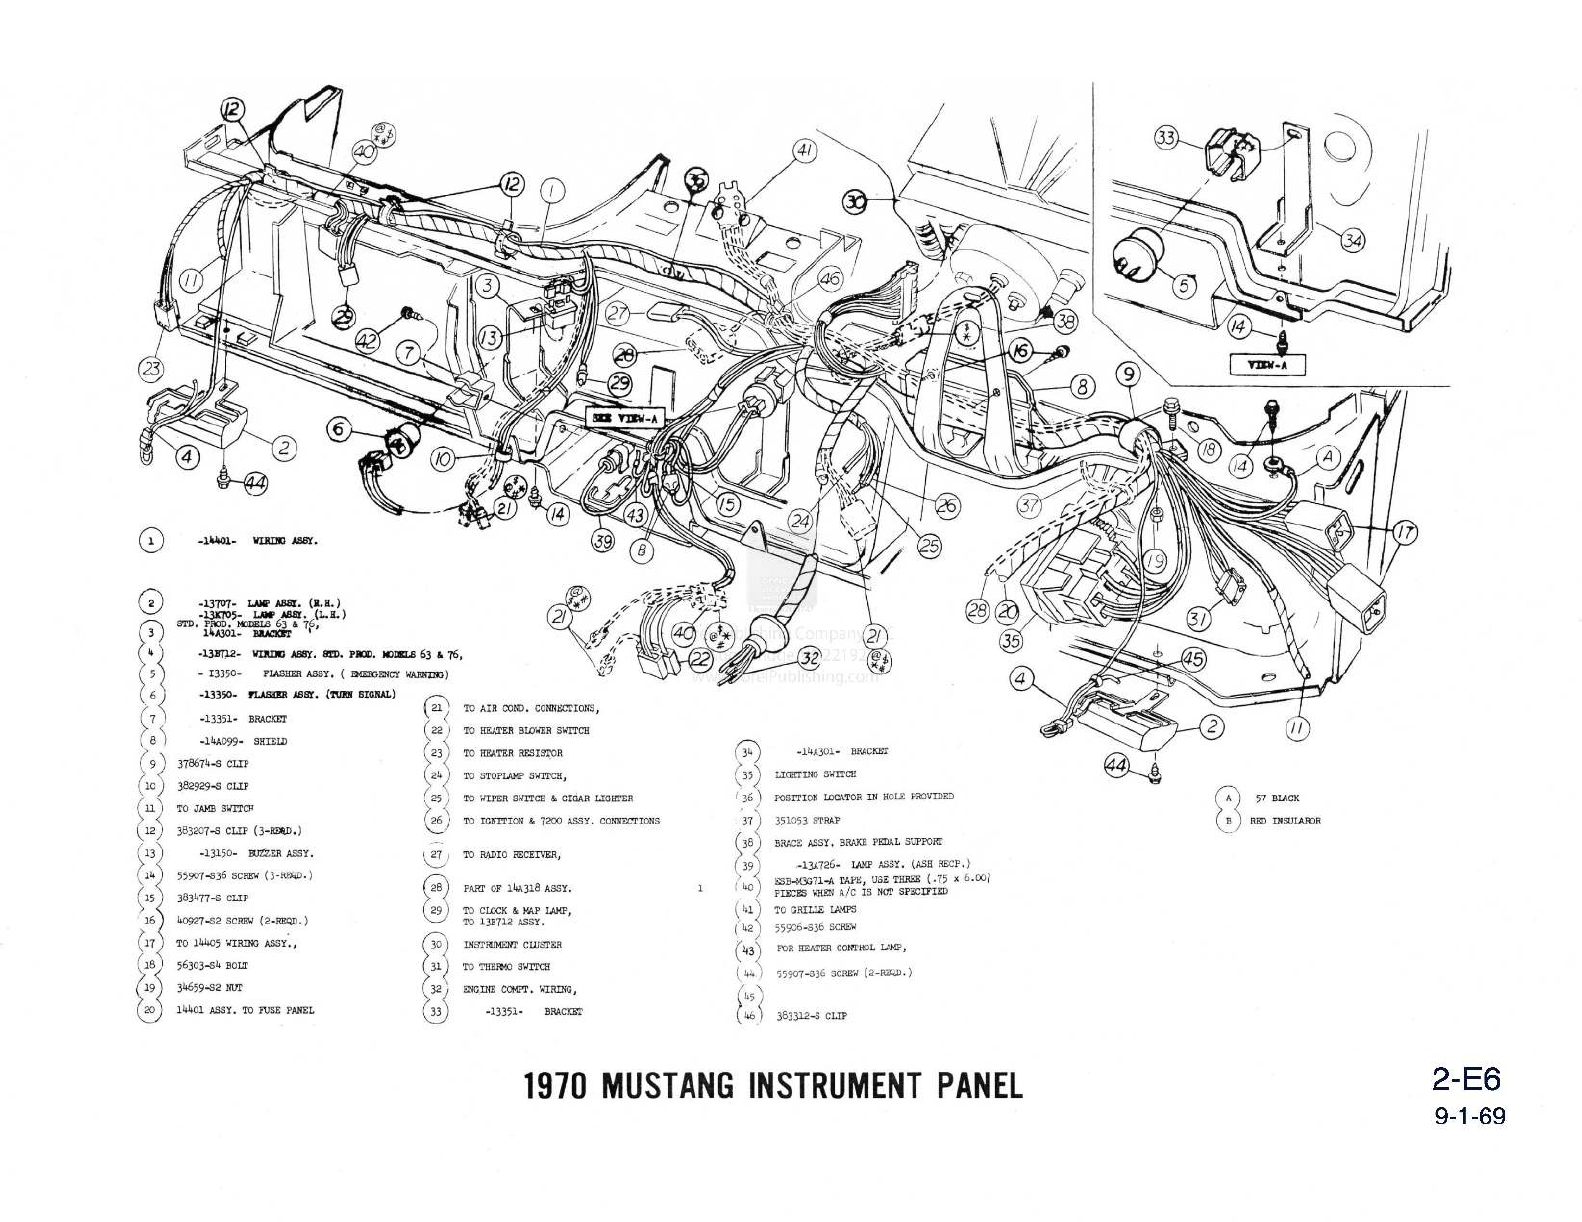 12
40
@$
**#
12
1
36
41
30
33
34
5
14
VIEW-A
11
29
42
3
13
7
27
28
29
46
*
*
38
16
8
9
18
14
A
23
4
2
44
6
10
SEE VIEW-A
21
14
39
43
B
15
24
26
25
37
17
19
28
20
35
31
45
4
2
11
44
21
40
22
32
21
1 -14401- WIRING ASSY.
2 -13707- LAMP ASSY. (R.H.)
-13K705- LAMP ASSY. (L.H.)
STD. PROD. MODELS 63 & 76,
3 14A301- BRACKET
4 -13B712- WIRING ASSY. STD. PROD. MODELS 63 & 76,
5 - 13350- FLASHER ASSY. ( EMERGENCY WARNING)
6 -13350- FLASHER ASSY. (TURN SIGNAL)
7 -13351- BRACKET
8 -14A099- SHIELD
9 378674-S CLIP
10 382929-S CLIP
11 TO JAMB SWITCH
12 383207-S CLIP (3-REQD.)
13 -13150- BUZZER ASSY.
14 55907-S36 SCREW (3-REQD.)
15 383477-S CLIP
16 40927-S2 SCREW (2-REQD.)
17 TO 14405 WIRING ASSY.,
18 56303-S4 BOLT
19 34659-S2 NUT
20 14401 ASSY. TO FUSE PANEL
21 TO AIR COND. CONNECTIONS,
22 TO HEATER BLOWER SWITCH
23 TO HEATER RESISTOR
24 TO STOPLAMP SWITCH,
25 TO WIPER SWITCH & CIGAR LIGHTER
26 TO IGNITION & 7200 ASSY. CONNECTIONS
27 TO RADIO RECEIVER,
28 PART OF 14A318 ASSY.
29 TO CLOCK & MAP LAMP,
TO 13B712 ASSY.
30 INSTRUMENT CLUSTER
31 TO THERMO SWITCH
32 ENGINE COMPT. WIRING,
33 -13351- BRACKET
1
34 -14A301- BRACKET
35 LIGHTING SWITCH
36 POSITION LOCATOR IN HOLE PROVIDED
37 351053 STRAP
38 BRACE ASSY. BRAKE PEDAL SUPPORT
39 -13A726- LAMP ASSY. (ASH RECP.)
40 ESB-M3G71-A TAPE, USE THREE (.75 x 6.00)
PIECES WHEN A/C IS NOT SPECIFIED
41 TO GRILLE LAMPS
42 55906-S36 SCREW
43 FOR HEATER CONTROL LAMP,
44 55907-S36 SCREW (2-REQD.)
45
46 383312-S CLIP
A 57 BLACK
B RED INSULATOR
1970 MUSTANG INSTRUMENT PANEL
2-E6
9-1-69